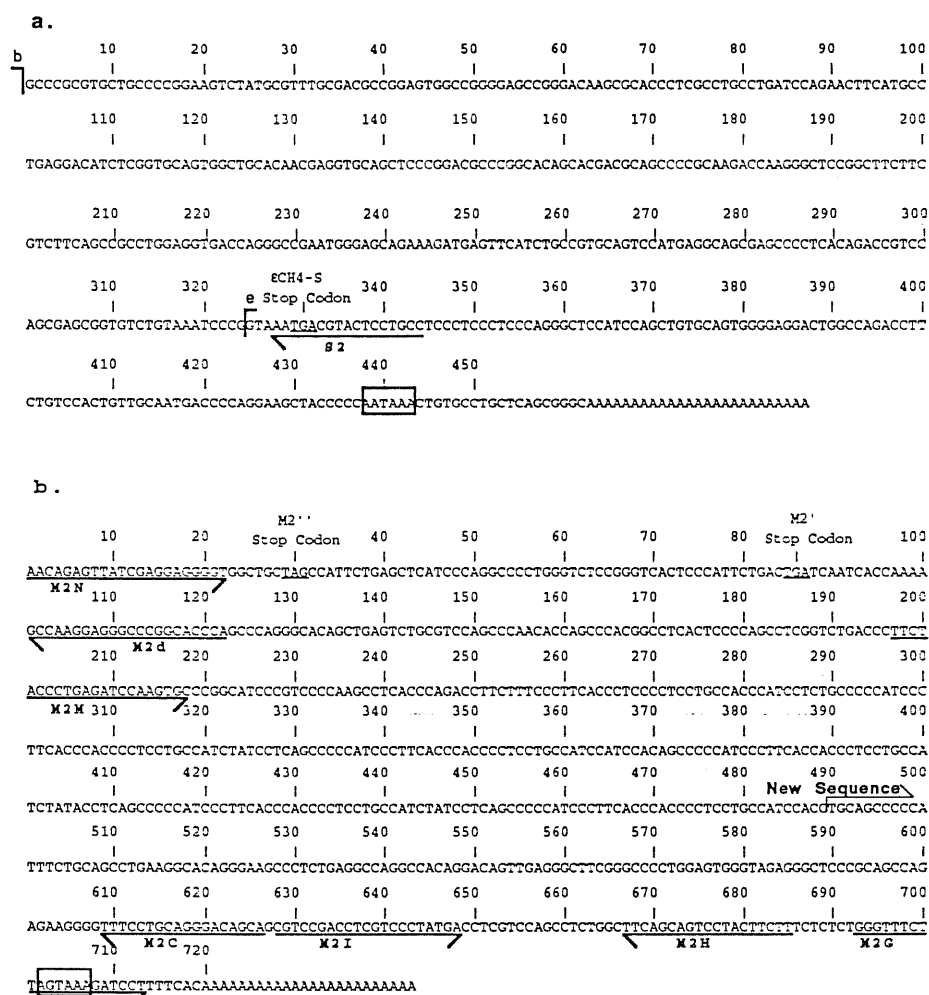 a.
b 10 20 30 40 50 60 70 80 90 100
GCCCGCGTGCTGCCCCGGAAGTCTATGCGTTTGCGACGCCGGAGTGGCCGGGGAGCCGGGACAAGCGCACCCTCGCCTGCCTGATCCAGAACTTCATGCC
110 120 130 140 150 160 170 180 190 200
TGAGGACATCTCGGTGCAGTGGCTGCACAACGAGGTGCAGCTCCCGGACGCCCGGCACAGCACGACGCAGCCCCGCAAGACCAAGGGCTCCGGCTTCTTC
210 220 230 240 250 260 270 280 290 300
GTCTTCAGCCGCCTGGAGGTGACCAGGGCCGAATGGGAGCAGAAAGATGAGTTCATCTGCCGTGCAGTCCATGAGGCAGCGAGCCCCTCACAGACCGTCC
εCH4-S
310 320 e Stop Codon 340 350 360 370 380 390 400
AGCGAGCGGTGTCTGTAAATCCCGGTAAATGACGTACTCCTGCCTCCCTCCCTCCCAGGGCTCCATCCAGCTGTGCAGTGGGGAGGACTGGCCAGACCTT
S2
410 420 430 440 450
CTGTCCACTGTTGCAATGACCCCAGGAAGCTACCCCCAATAAACTGTGCCTGCTCAGCGGGCAAAAAAAAAAAAAAAAAAAAAAAAA
b.
M2'' M2'
10 20 Stop Codon 40 50 60 70 80 Stop Codon 100
AACAGAGTTATCGAGGAGGGGTGGCTGCTAGCCATTCTGAGCTCATCCCAGGCCCCTGGGTCTCCGGGTCACTCCCATTCTGACTGATCAATCACCAAAA
M2N
110 120 130 140 150 160 170 180 190 200
GCCAAGGAGGGCCCGGCACCCAGCCCAGGGCACAGCTGAGTCTGCGTCCAGCCCAACACCAGCCCACGGCCTCACTCCCCAGCCTCGGTCTGACCCTTCT
M2d
210 220 230 240 250 260 270 280 290 300
ACCCTGAGATCCAAGTGCCCGGCATCCCGTCCCCAAGCCTCACCCAGACCTTCTTTCCCTTCACCCTCCCCTCCTGCCACCCATCCTCTGCCCCCATCCC
M2M
310 320 330 340 350 360 370 380 390 400
TTCACCCACCCCTCCTGCCATCTATCCTCAGCCCCCATCCCTTCACCCACCCCTCCTGCCATCCATCCACAGCCCCCATCCCTTCACCACCCTCCTGCCA
410 420 430 440 450 460 470 480 490 500
New Sequence
TCTATACCTCAGCCCCCATCCCTTCACCCACCCCTCCTGCCATCTATCCTCAGCCCCCATCCCTTCACCCACCCCTCCTGCCATCCACGTGCAGCCCCCA
510 520 530 540 550 560 570 580 590 600
TTTCTGCAGCCTGAAGGCACAGGGAAGCCCTCTGAGGCCAGGCCACAGGACAGTTGAGGGCTTCGGGCCCCTGGAGTGGGTAGAGGGCTCCCGCAGCCAG
610 620 630 640 650 660 670 680 690 700
AGAAGGGGTTTCCTGCAGGGACAGCAGCGTCCGACCTCGTCCCCTATGACCTCGTCCAGCCTCTGGCTTCAGCAGTCCTACTTCTTTCTCTCTGGGTTTCT
M2C M2I M2H M2G
710 720
TAGTAAAGATCCTTTTCACAAAAAAAAAAAAAAAAAAAAAAAA